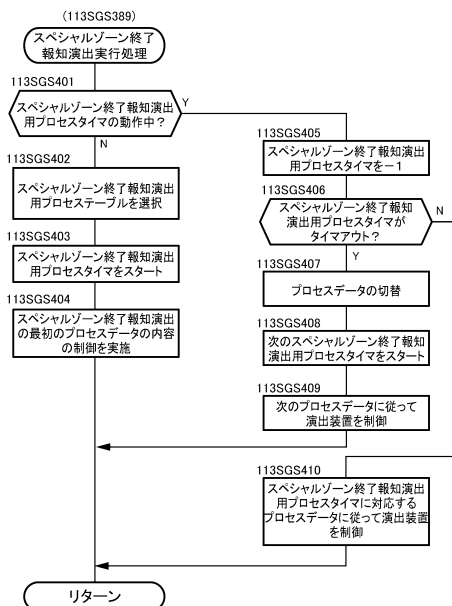 (113SGS389)
スペシャルゾーン終了
報知演出実行処理
113SGS401
スペシャルゾーン終了報知演出
用プロセスタイマの動作中？
Y
N
113SGS402
スペシャルゾーン終了報知演出
用プロセステーブルを選択
113SGS403
スペシャルゾーン終了報知演出
用プロセスタイマをスタート
113SGS404
スペシャルゾーン終了報知演出
の最初のプロセスデータの内容
の制御を実施
113SGS405
スペシャルゾーン終了報知演出
用プロセスタイマを－1
113SGS406
スペシャルゾーン終了報知
演出用プロセスタイマが
タイマアウト？
N
Y
113SGS407
プロセスデータの切替
113SGS408
次のスペシャルゾーン終了報知
演出用プロセスタイマをスタート
113SGS409
次のプロセスデータに従って
演出装置を制御
113SGS410
スペシャルゾーン終了報知演出
用プロセスタイマに対応する
プロセスデータに従って演出装置
を制御
リターン